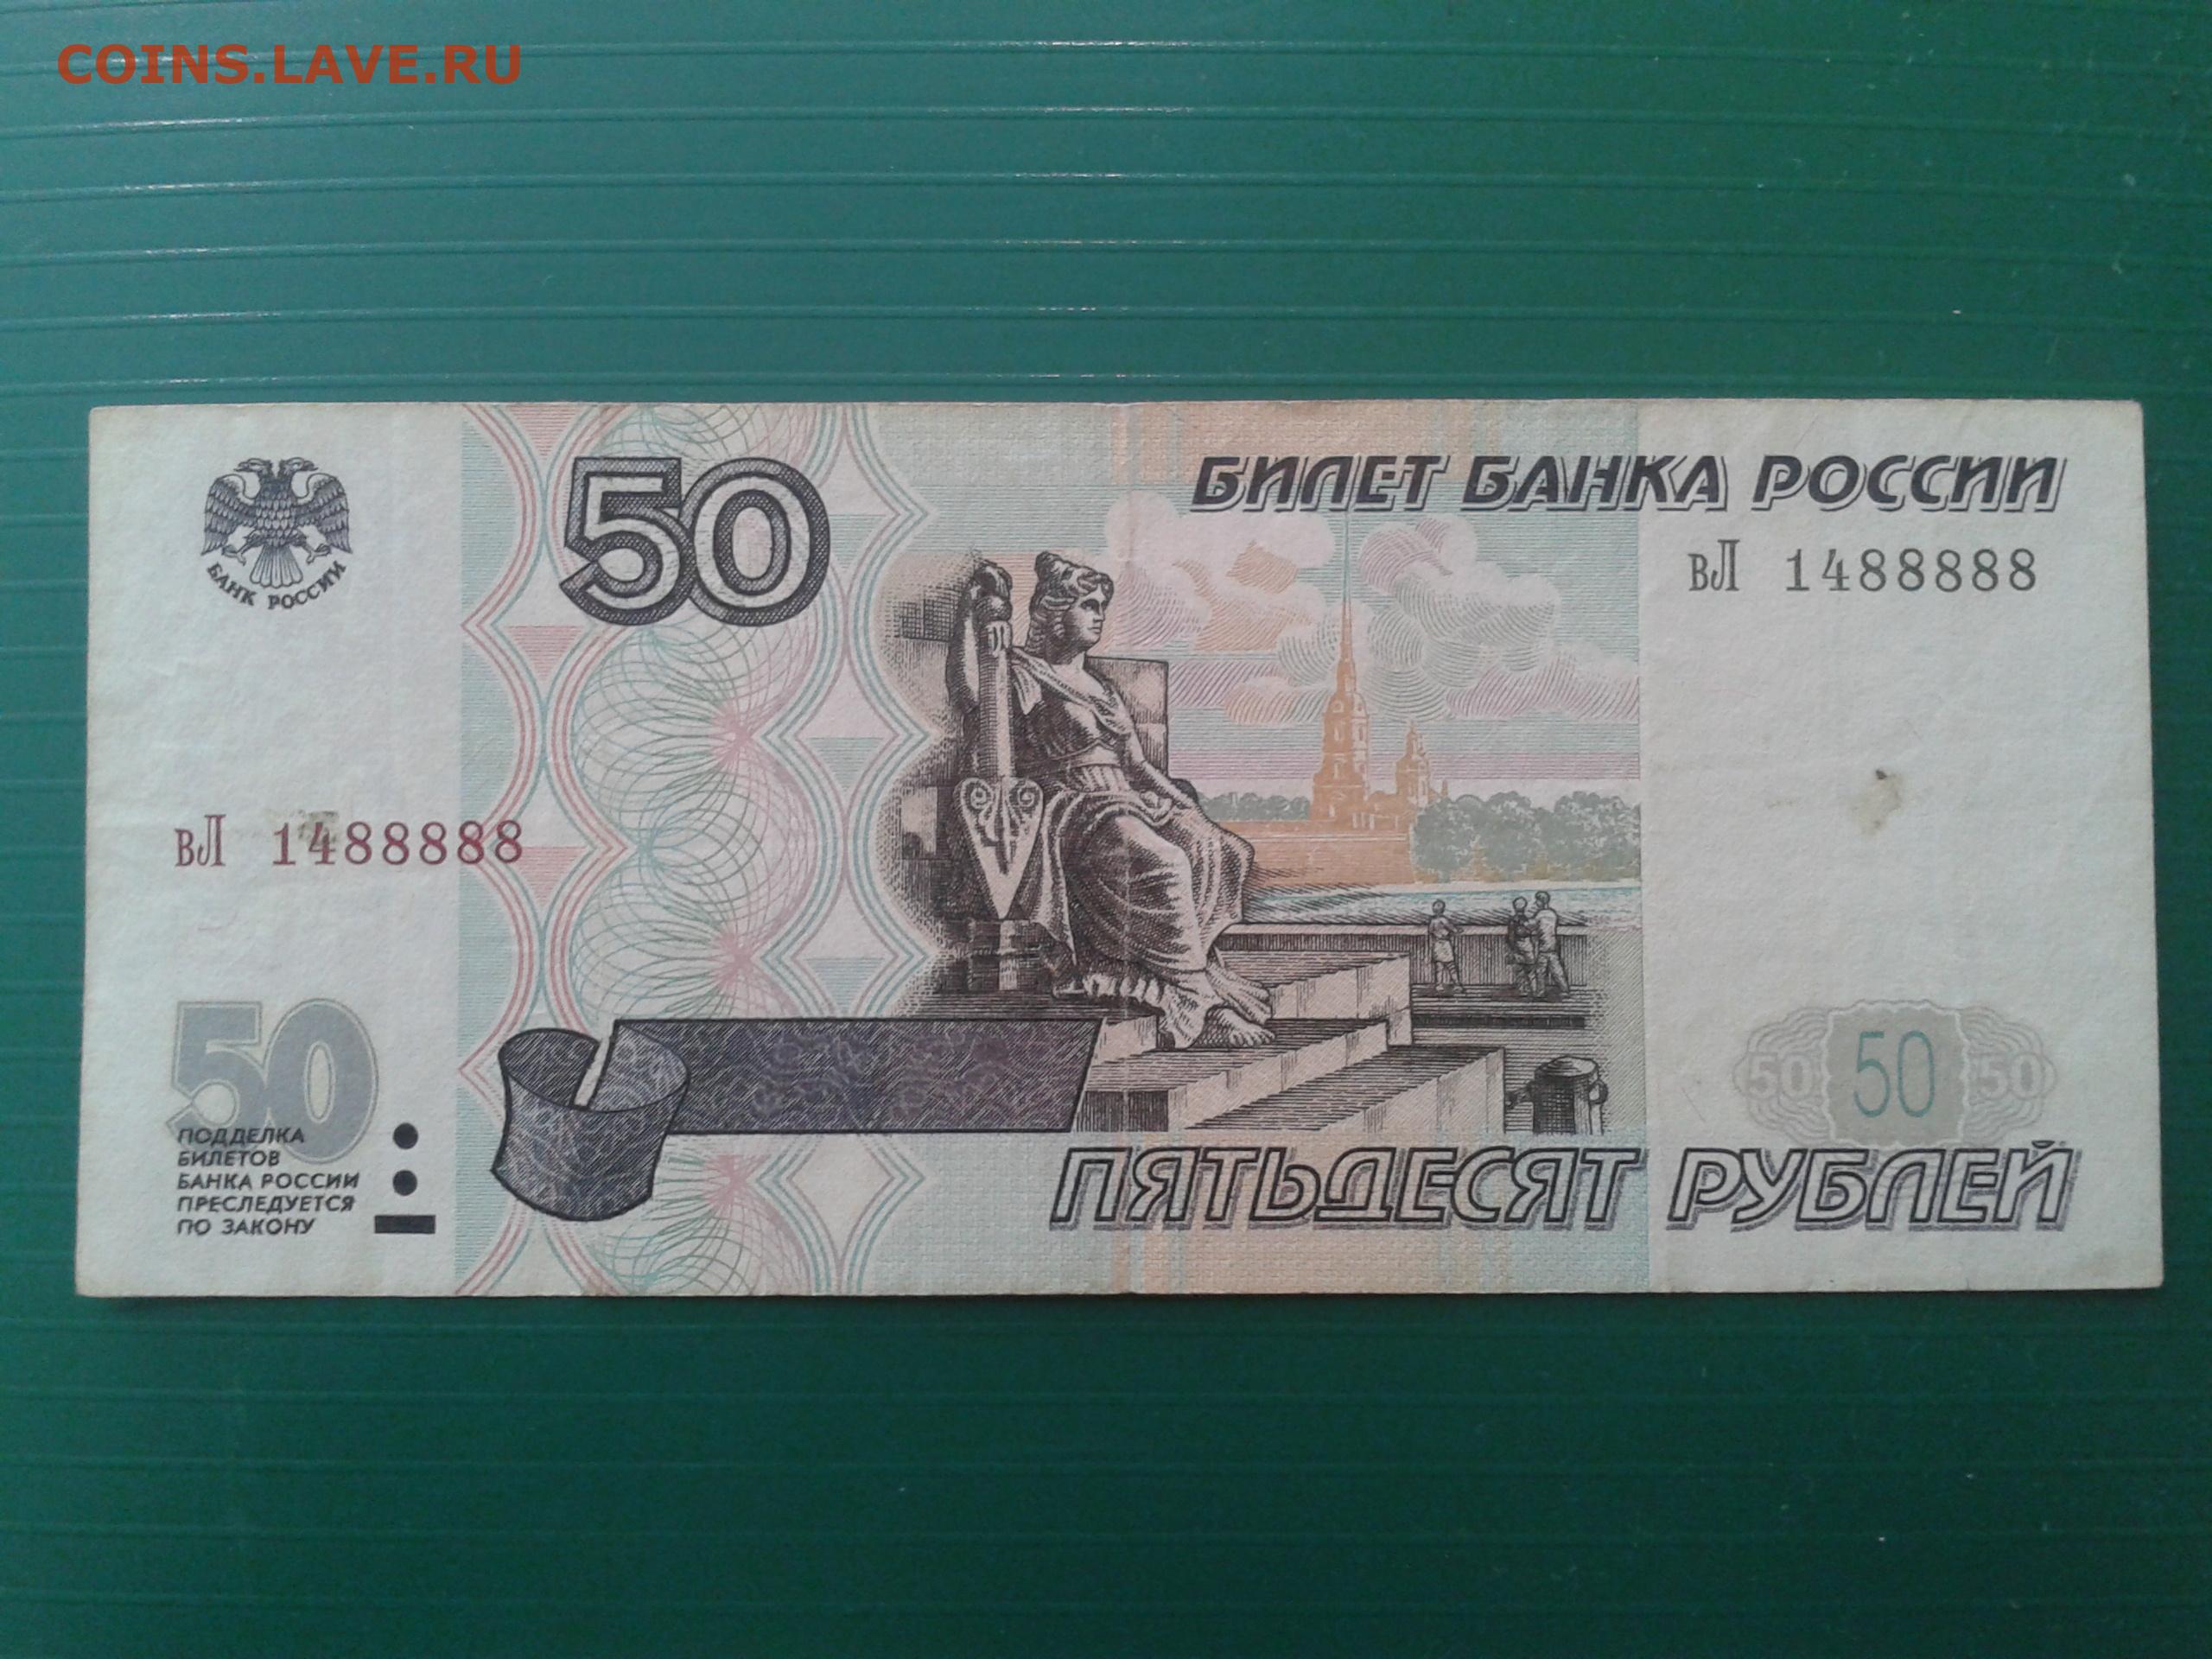 COINS.LAVE.RU
50
БИЛЕТ БАНКА РОССИИ
вЛ 1488888
БАНК РОССИИ
вЛ 1488888
50
ПОДДЕЛКА
БИЛЕТОВ
БАНКА РОССИИ
ПРЕСЛЕДУЕТСЯ
ПО ЗАКОНУ
50 50 50
ПЯТЬДЕСЯТ РУБЛЕЙ